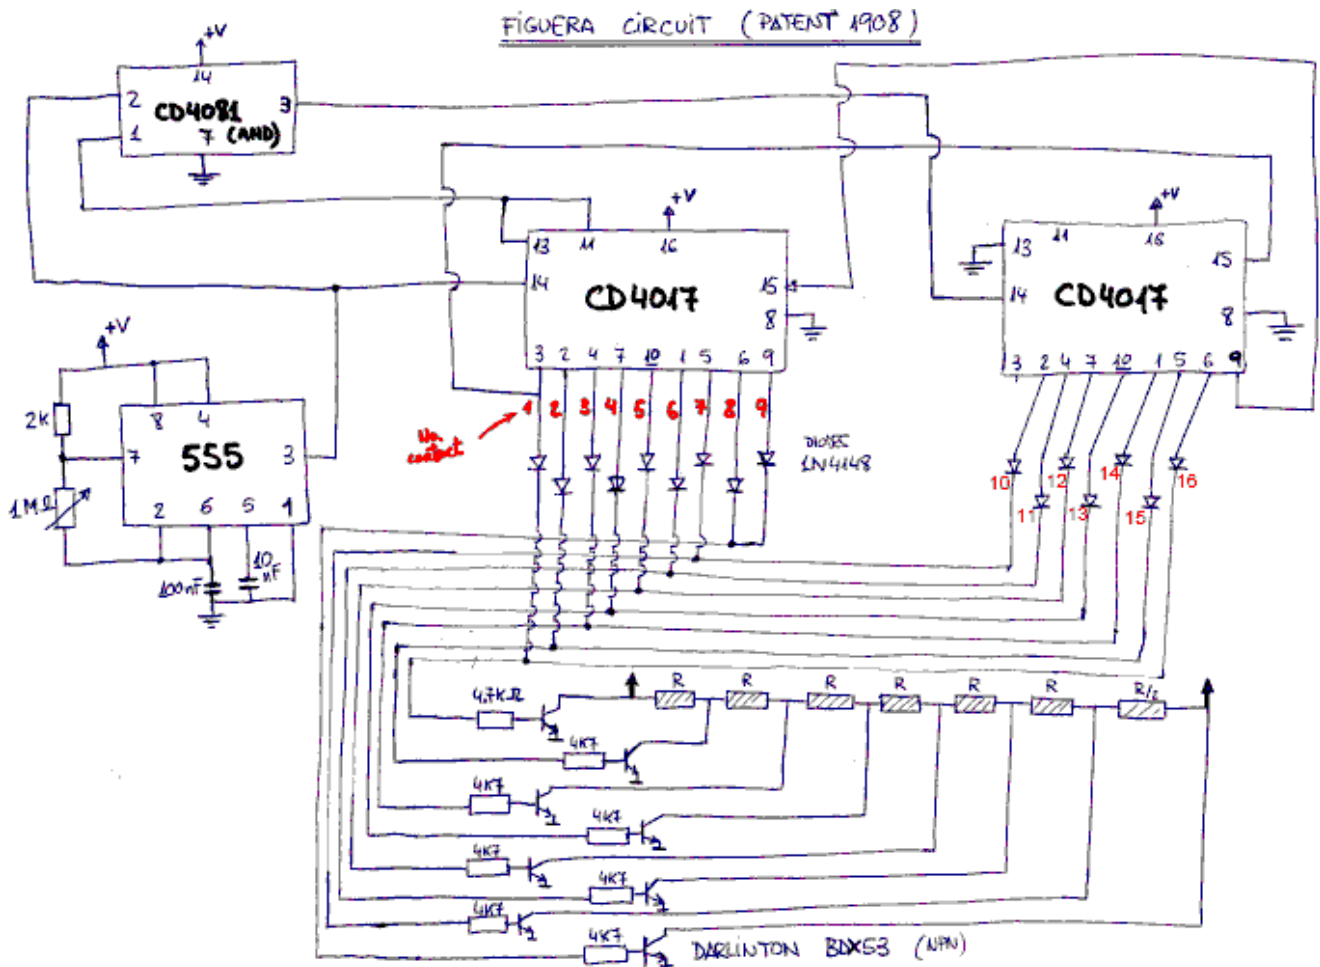 FIGUERA CIRCUIT (PATENT 1908)
+V
14
2
CD4081
3
1
7 (AND)
+V
13
11
16
14
CD4017
15
8
3 2 4 7 10 1 5 6 9
+V
13
11
16
15
14
CD4017
8
3 2 4 7 10 1 5 6 9
+V
2K
8
4
7
555
3
1MΩ
2
6
5
1
100nF
10 nF
1 2 3 4 5 6 7 8 9
No contact
DIODES
1N4148
10 12 14 16
11 13 15
4.7KΩ
R R R R R R R/2
4K7
4K7
4K7
4K7
4K7
4K7
4K7
DARLINTON BDX53 (NPN)